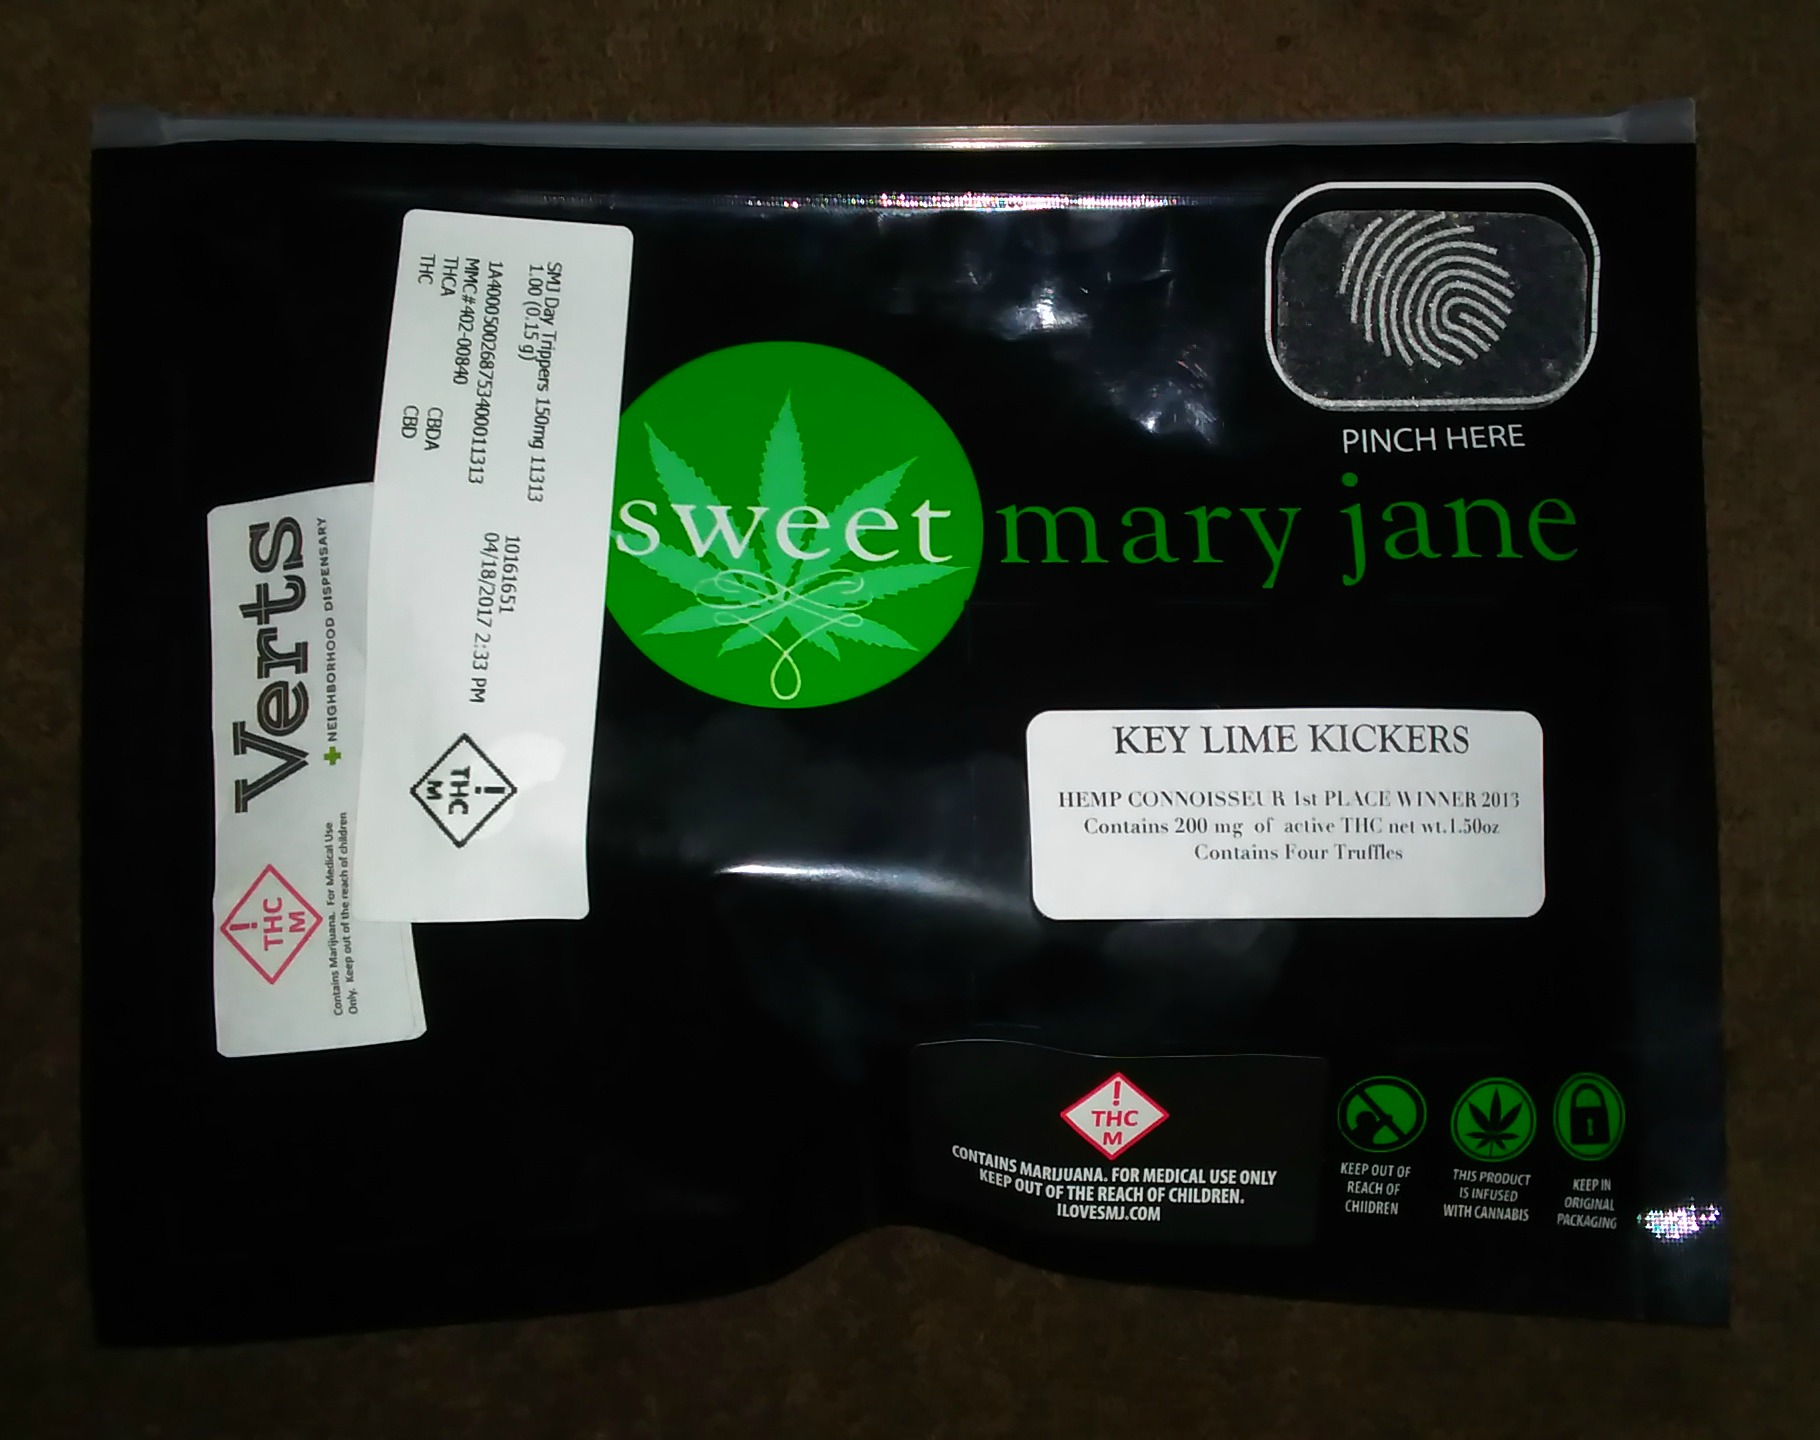 PINCH HERE
sweet mary jane
KEY LIME KICKERS
HEMP CONNOISSEUR 1st PLACE WINNER 2013
Contains 200 mg of active THC net wt.1.50oz
Contains Four Truffles
SMJ Day Trippers 150mg 11313
1.00 (0.15 g)
10161651
1A4000500268753400011313
04/18/2017 2:33 PM
MMC#402-00840
THCA CBDA
THC CBD
!
THC
M
Verts
NEIGHBORHOOD DISPENSARY
!
THC
M
Contains Marijuana. For Medical Use
Only. Keep out of the reach of children
!
THC
M
CONTAINS MARIJUANA. FOR MEDICAL USE ONLY
KEEP OUT OF THE REACH OF CHILDREN.
ILOVESMJ.COM
KEEP OUT OF
REACH OF
CHIIDREN
THIS PRODUCT
IS INFUSED
WITH CANNABIS
KEEP IN
ORIGINAL
PACKAGING